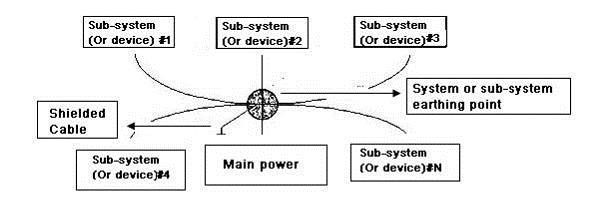 Sub-system
(Or device) #1
Sub-system
(Or device)#2
Sub-system
(Or device)#3
System or sub-system
earthing point
Shielded
Cable
Sub-system
(Or device)#4
Main power
Sub-system
(Or device)#N